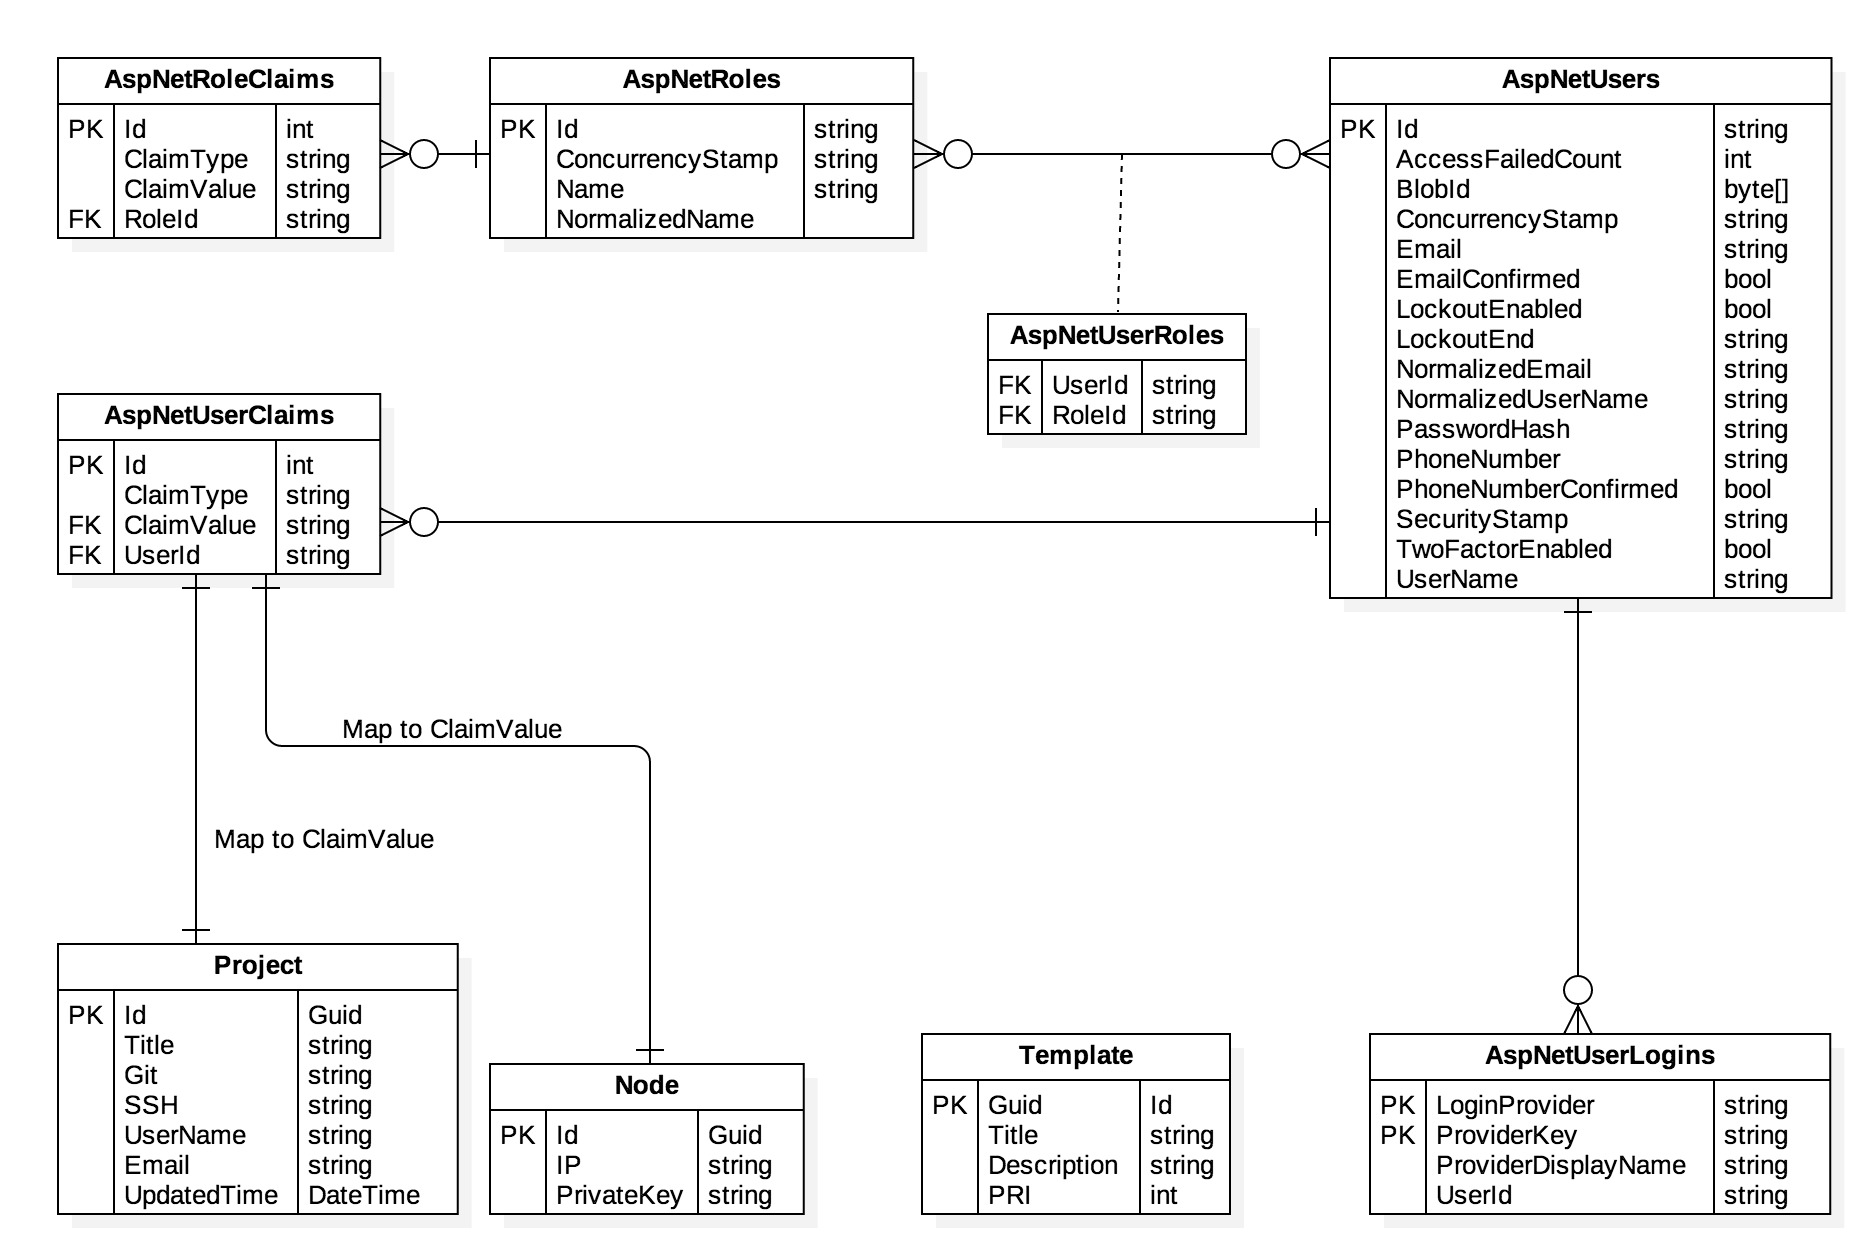 AspNetRoleClaims
PK Id int
ClaimType string
ClaimValue string
FK RoleId string
AspNetRoles
PK Id string
ConcurrencyStamp string
Name string
NormalizedName
AspNetUsers
PK Id string
AccessFailedCount int
BlobId byte[]
ConcurrencyStamp string
Email string
EmailConfirmed bool
LockoutEnabled bool
LockoutEnd string
NormalizedEmail string
NormalizedUserName string
PasswordHash string
PhoneNumber string
PhoneNumberConfirmed bool
SecurityStamp string
TwoFactorEnabled bool
UserName string
AspNetUserRoles
FK UserId string
FK RoleId string
AspNetUserClaims
PK Id int
ClaimType string
FK ClaimValue string
FK UserId string
Map to ClaimValue
Map to ClaimValue
Project
PK Id Guid
Title string
Git string
SSH string
UserName string
Email string
UpdatedTime DateTime
Node
PK Id Guid
IP string
PrivateKey string
Template
PK Guid Id
Title string
Description string
PRI int
AspNetUserLogins
PK LoginProvider string
PK ProviderKey string
ProviderDisplayName string
UserId string